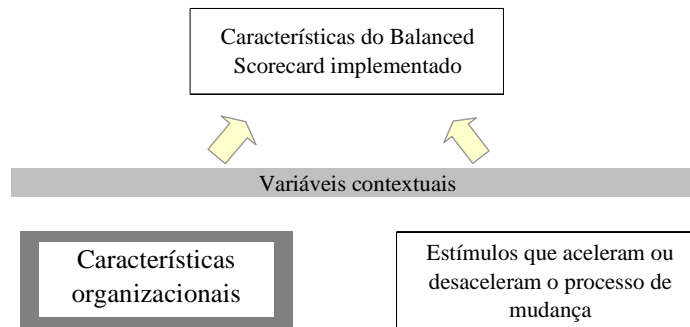 Características do Balanced
Scorecard implementado
Variáveis contextuais
Características
organizacionais
Estímulos que aceleram ou
desaceleram o processo de
mudança